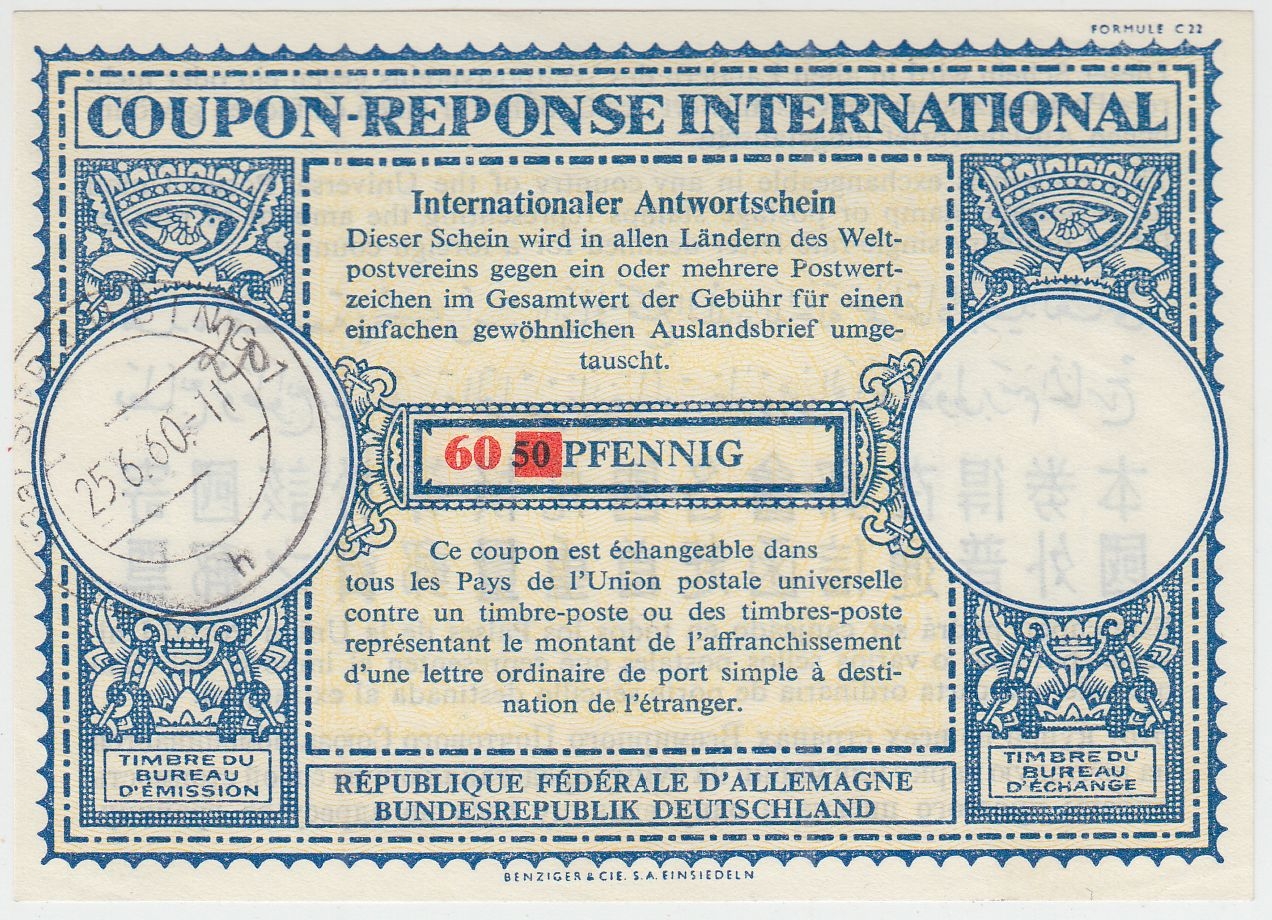 FORMULE C 22
COUPON-REPONSE INTERNATIONAL
Internationaler Antwortschein
Dieser Schein wird in allen Ländern des Welt-
postvereins gegen ein oder mehrere Postwert-
zeichen im Gesamtwert der Gebühr für einen
einfachen gewöhnlichen Auslandsbrief umge-
tauscht.
25.6.60.-11
h
60 50 PFENNIG
Ce coupon est échangeable dans
tous les Pays de l'Union postale universelle
contre un timbre-poste ou des timbres-poste
représentant le montant de l'affranchissement
d'une lettre ordinaire de port simple à desti-
nation de l'étranger.
TIMBRE DU
BUREAU
D'ÉMISSION
RÉPUBLIQUE FÉDÉRALE D'ALLEMAGNE
BUNDESREPUBLIK DEUTSCHLAND
TIMBRE DU
BUREAU
D'ÉCHANGE
BENZIGER & CIE. S.A. EINSIEDELN